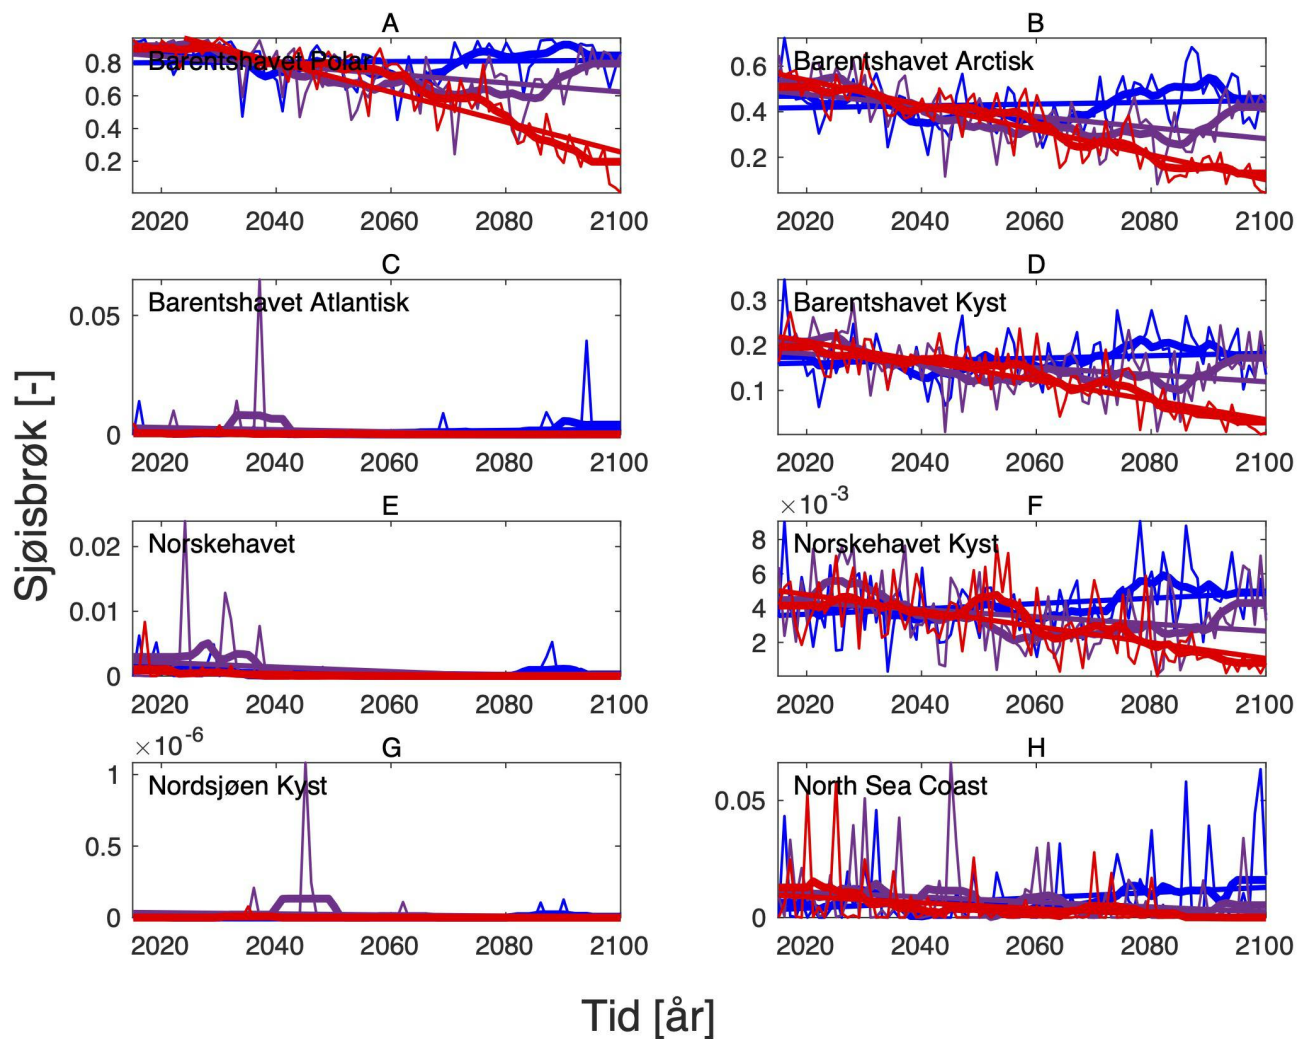 A
Barentshavet Polar
0.8
0.6
0.4
0.2
2020 2040 2060 2080 2100
B
Barentshavet Arctisk
0.6
0.4
0.2
2020 2040 2060 2080 2100
C
Barentshavet Atlantisk
0.05
0
2020 2040 2060 2080 2100
D
Barentshavet Kyst
0.3
0.2
0.1
2020 2040 2060 2080 2100
Sjøisbrøk [-]
E
Norskehavet
0.02
0.01
0
2020 2040 2060 2080 2100
×10⁻³
F
Norskehavet Kyst
8
6
4
2
2020 2040 2060 2080 2100
×10⁻⁶
G
Nordsjøen Kyst
1
0.5
0
2020 2040 2060 2080 2100
H
North Sea Coast
0.05
0
2020 2040 2060 2080 2100
Tid [år]